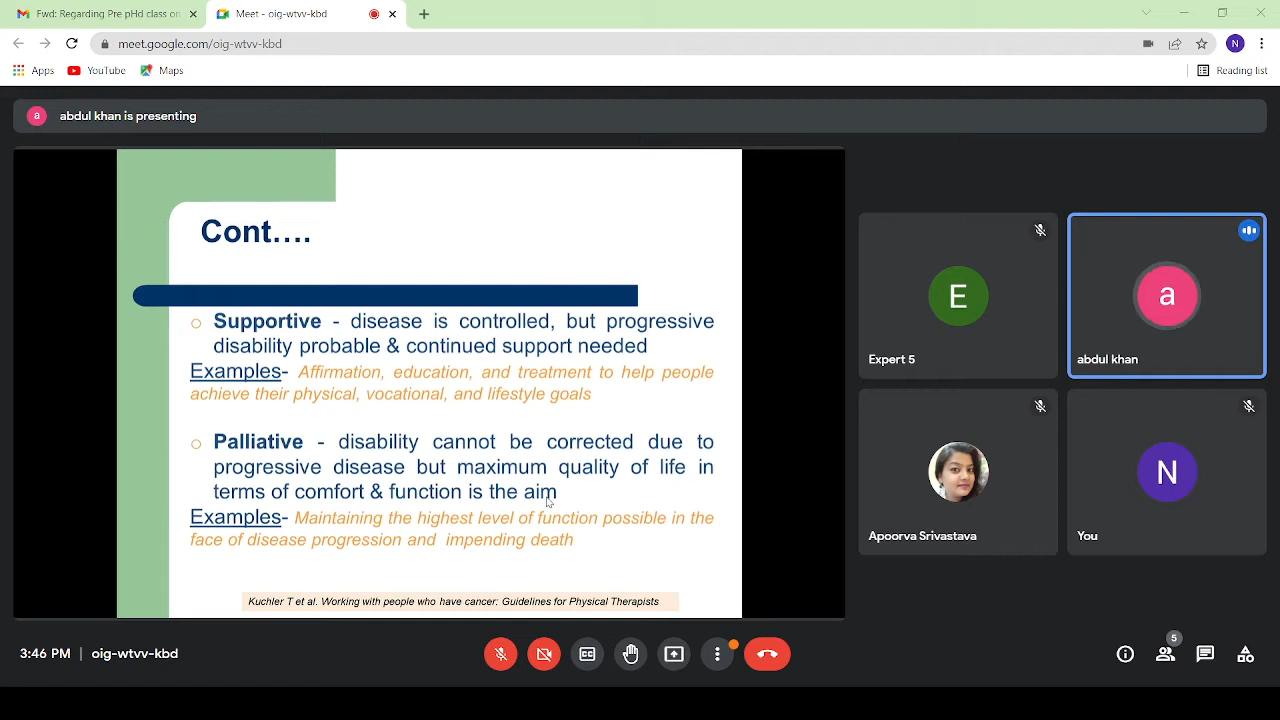 Fwd: Regarding Pre pHd class on
Meet - oig-wtvv-kbd
meet.google.com/oig-wtvv-kbd
N
Apps YouTube Maps Reading list
a abdul khan is presenting
Cont....
Supportive - disease is controlled, but progressive
disability probable & continued support needed
Examples- Affirmation, education, and treatment to help people
achieve their physical, vocational, and lifestyle goals
Palliative - disability cannot be corrected due to
progressive disease but maximum quality of life in
terms of comfort & function is the aim
Examples- Maintaining the highest level of function possible in the
face of disease progression and impending death
Kuchler T et al. Working with people who have cancer: Guidelines for Physical Therapists
E
Expert 5
a
abdul khan
Apoorva Srivastava
N
You
3:46 PM | oig-wtvv-kbd
CC
5